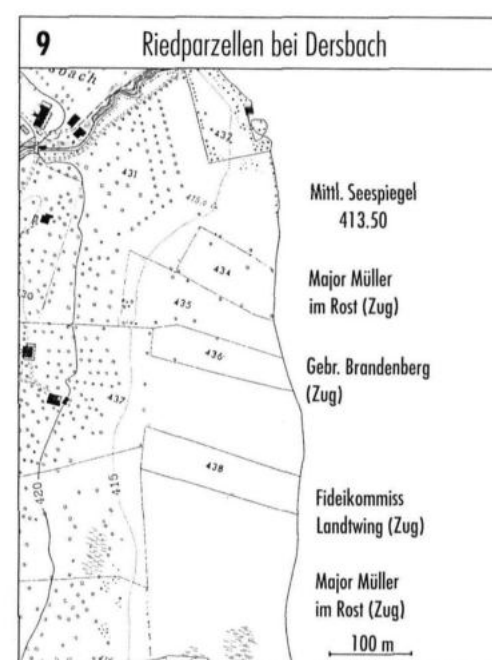 9 Riedparzellen bei Dersbach
bach
432
431
415.0
Mittl. Seespiegel
413.50
434
Major Müller
im Rost (Zug)
435
436
Gebr. Brandenberg
(Zug)
437
438
420
415
Fideikommiss
Landtwing (Zug)
Major Müller
im Rost (Zug)
100 m